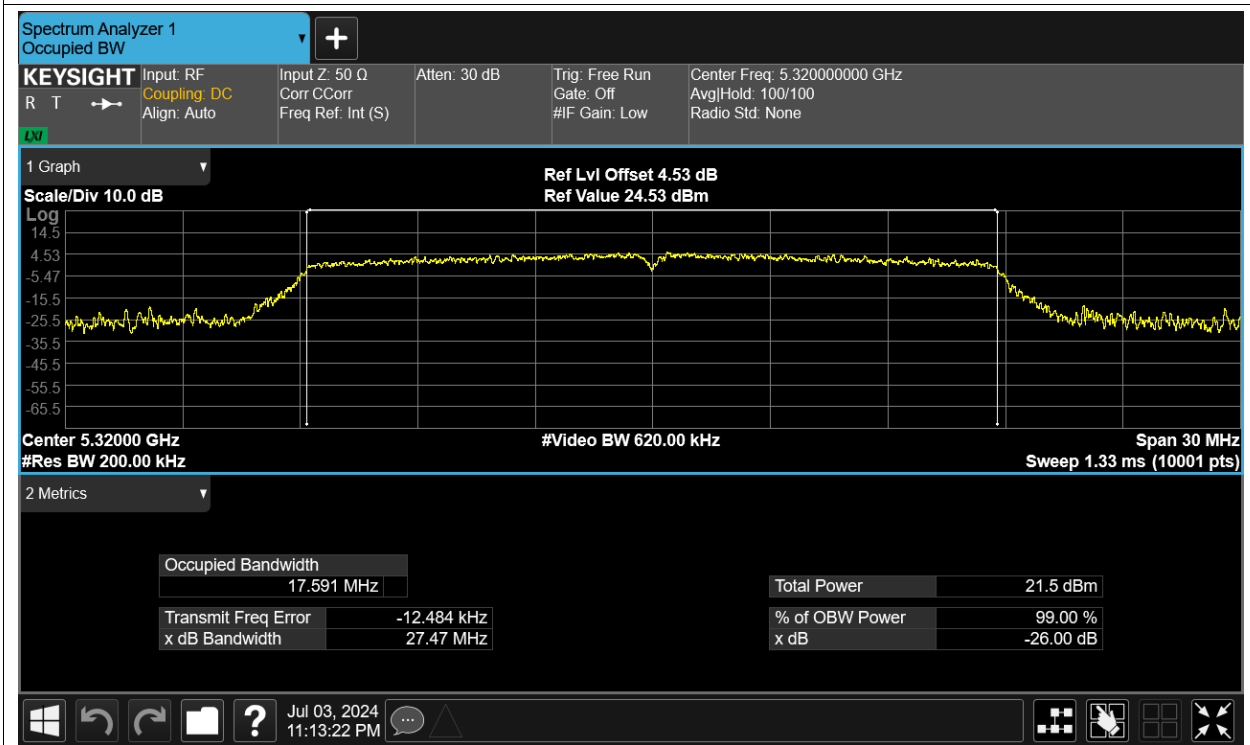 Spectrum Analyzer 1
Occupied BW
KEYSIGHT
R T
LXI
Input: RF
Coupling: DC
Align: Auto
Input Z: 50 Ω
Corr CCorr
Freq Ref: Int (S)
Atten: 30 dB
Trig: Free Run
Gate: Off
#IF Gain: Low
Center Freq: 5.320000000 GHz
Avg|Hold: 100/100
Radio Std: None
1 Graph
Scale/Div 10.0 dB
Ref Lvl Offset 4.53 dB
Ref Value 24.53 dBm
Log
14.5
4.53
-5.47
-15.5
-25.5
-35.5
-45.5
-55.5
-65.5
Center 5.32000 GHz
#Video BW 620.00 kHz
Span 30 MHz
#Res BW 200.00 kHz
Sweep 1.33 ms (10001 pts)
2 Metrics
Occupied Bandwidth
17.591 MHz
Total Power 21.5 dBm
Transmit Freq Error -12.484 kHz
% of OBW Power 99.00 %
x dB Bandwidth 27.47 MHz
x dB -26.00 dB
?
Jul 03, 2024
11:13:22 PM